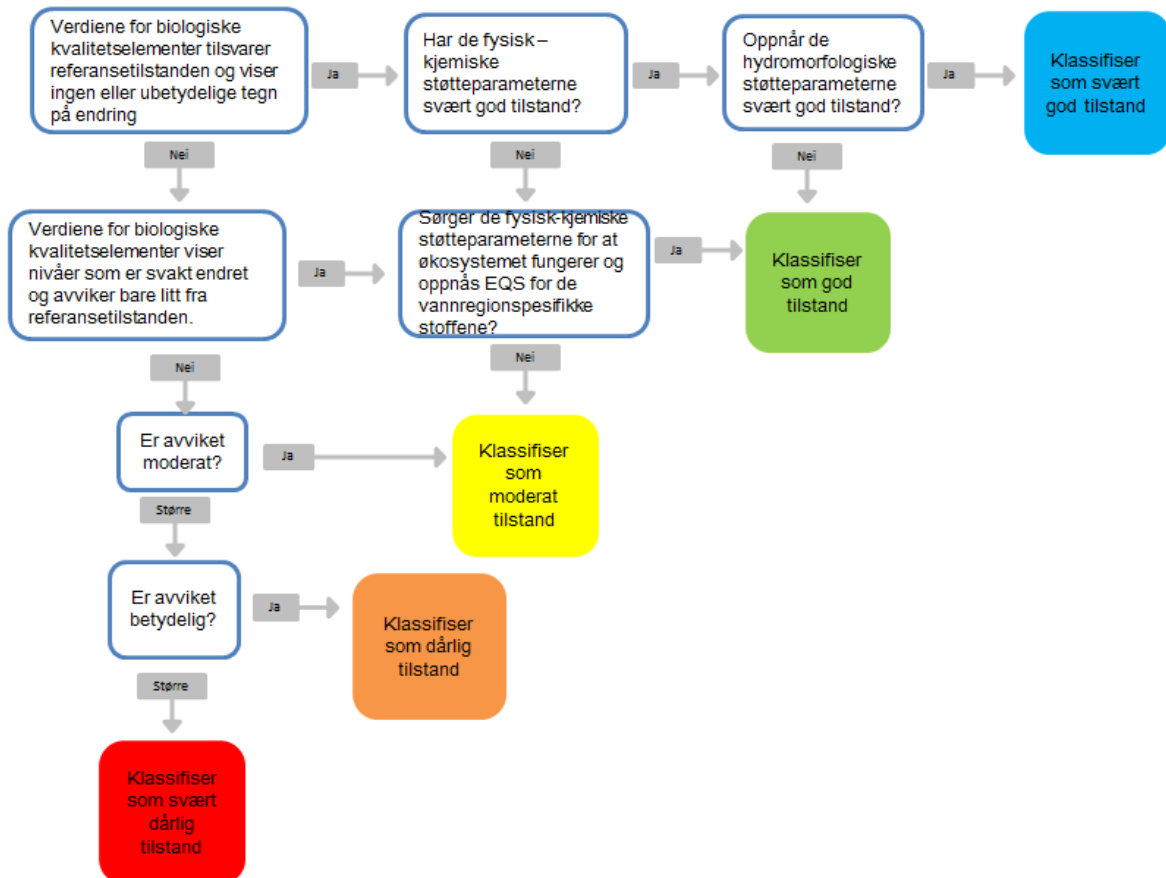 Verdiene for biologiske
kvalitetselementer tilsvarer
referansetilstanden og viser
ingen eller ubetydelige tegn
på endring
Ja
Har de fysisk –
kjemiske
støtteparameterne
svært god tilstand?
Ja
Oppnår de
hydromorfologiske
støtteparameterne
svært god tilstand?
Ja
Klassifiser
som svært
god tilstand
Nei
Nei
Nei
Verdiene for biologiske
kvalitetselementer viser
nivåer som er svakt endret
og avviker bare litt fra
referansetilstanden.
Ja
Sørger de fysisk-kjemiske
støtteparameterne for at
økosystemet fungerer og
oppnås EQS for de
vannregionspesifikke
stoffene?
Ja
Klassifiser
som god
tilstand
Nei
Nei
Er avviket
moderat?
Ja
Klassifiser
som
moderat
tilstand
Større
Er avviket
betydelig?
Ja
Klassifiser
som dårlig
tilstand
Større
Klassifiser
som svært
dårlig
tilstand